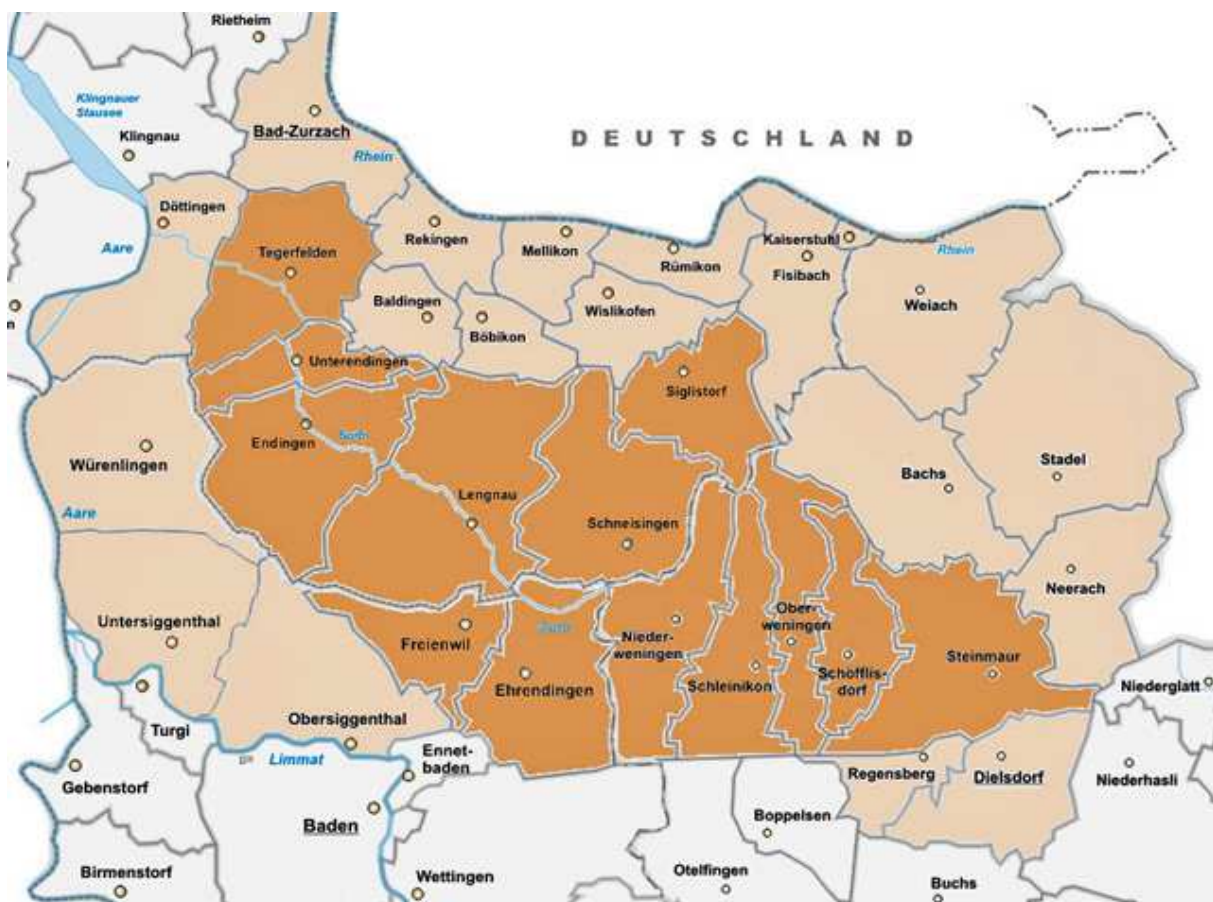 Rietheim
Klingnauer
Stausee
Klingnau
Bad-Zurzach
DEUTSCHLAND
Rhein
Döttingen
Aare
Tegerfelden
Rekingen
Mellikon
Rümikon
Kaiserstuhl
Fisibach
Rhein
Weiach
Baldingen
Böbikon
Wislikofen
n
Unterendingen
Siglistorf
Endingen
Surb
Würenlingen
Bachs
Stadel
Aare
Lengnau
Schneisingen
Neerach
Untersiggenthal
Freienwil
Surb
Nieder-
weningen
Ober-
weningen
Schleinikon
Schöfflis-
dorf
Steinmaur
Niederglatt
Ehrendingen
Obersiggenthal
Turgi
Limmat
Ennet-
baden
Regensberg
Dielsdorf
Gebenstorf
Niederhasli
Baden
Boppelsen
Birmenstorf
Wettingen
Otelfingen
Buchs